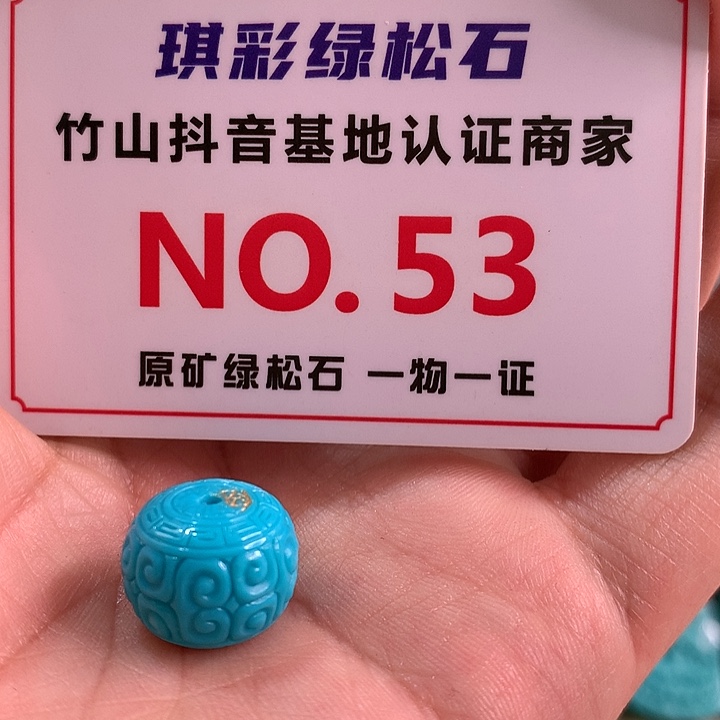 琪彩绿松石
竹山抖音基地认证商家
NO.53
原矿绿松石 一物一证